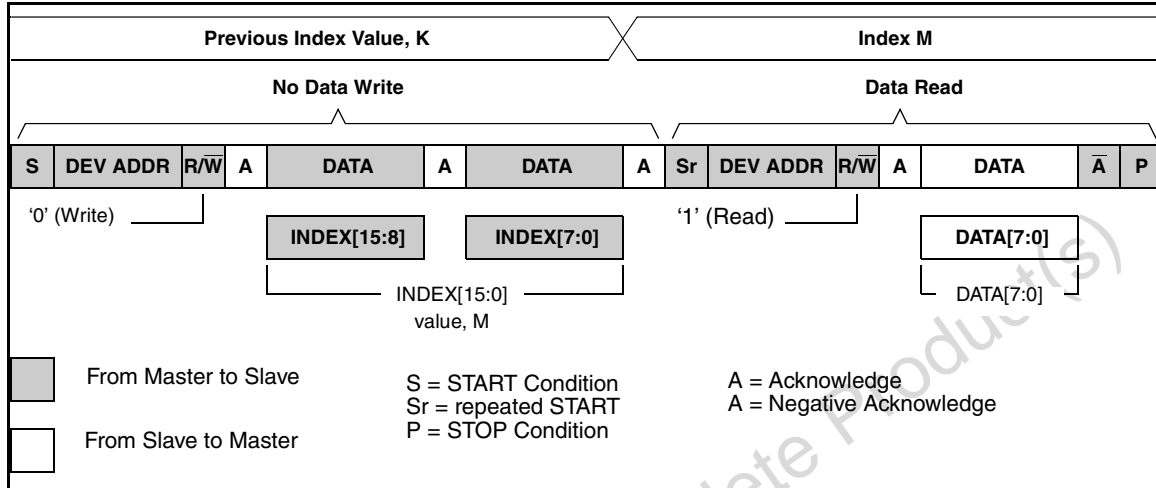 Previous Index Value, K Index M
No Data Write Data Read
S DEV ADDR R/W̅ A DATA A DATA A Sr DEV ADDR R/W̅ A DATA A̅ P
‘0’ (Write) ‘1’ (Read)
INDEX[15:8] INDEX[7:0] DATA[7:0]
INDEX[15:0] DATA[7:0]
value, M
From Master to Slave
From Slave to Master
S = START Condition
Sr = repeated START
P = STOP Condition
A = Acknowledge
A = Negative Acknowledge
Product(s)